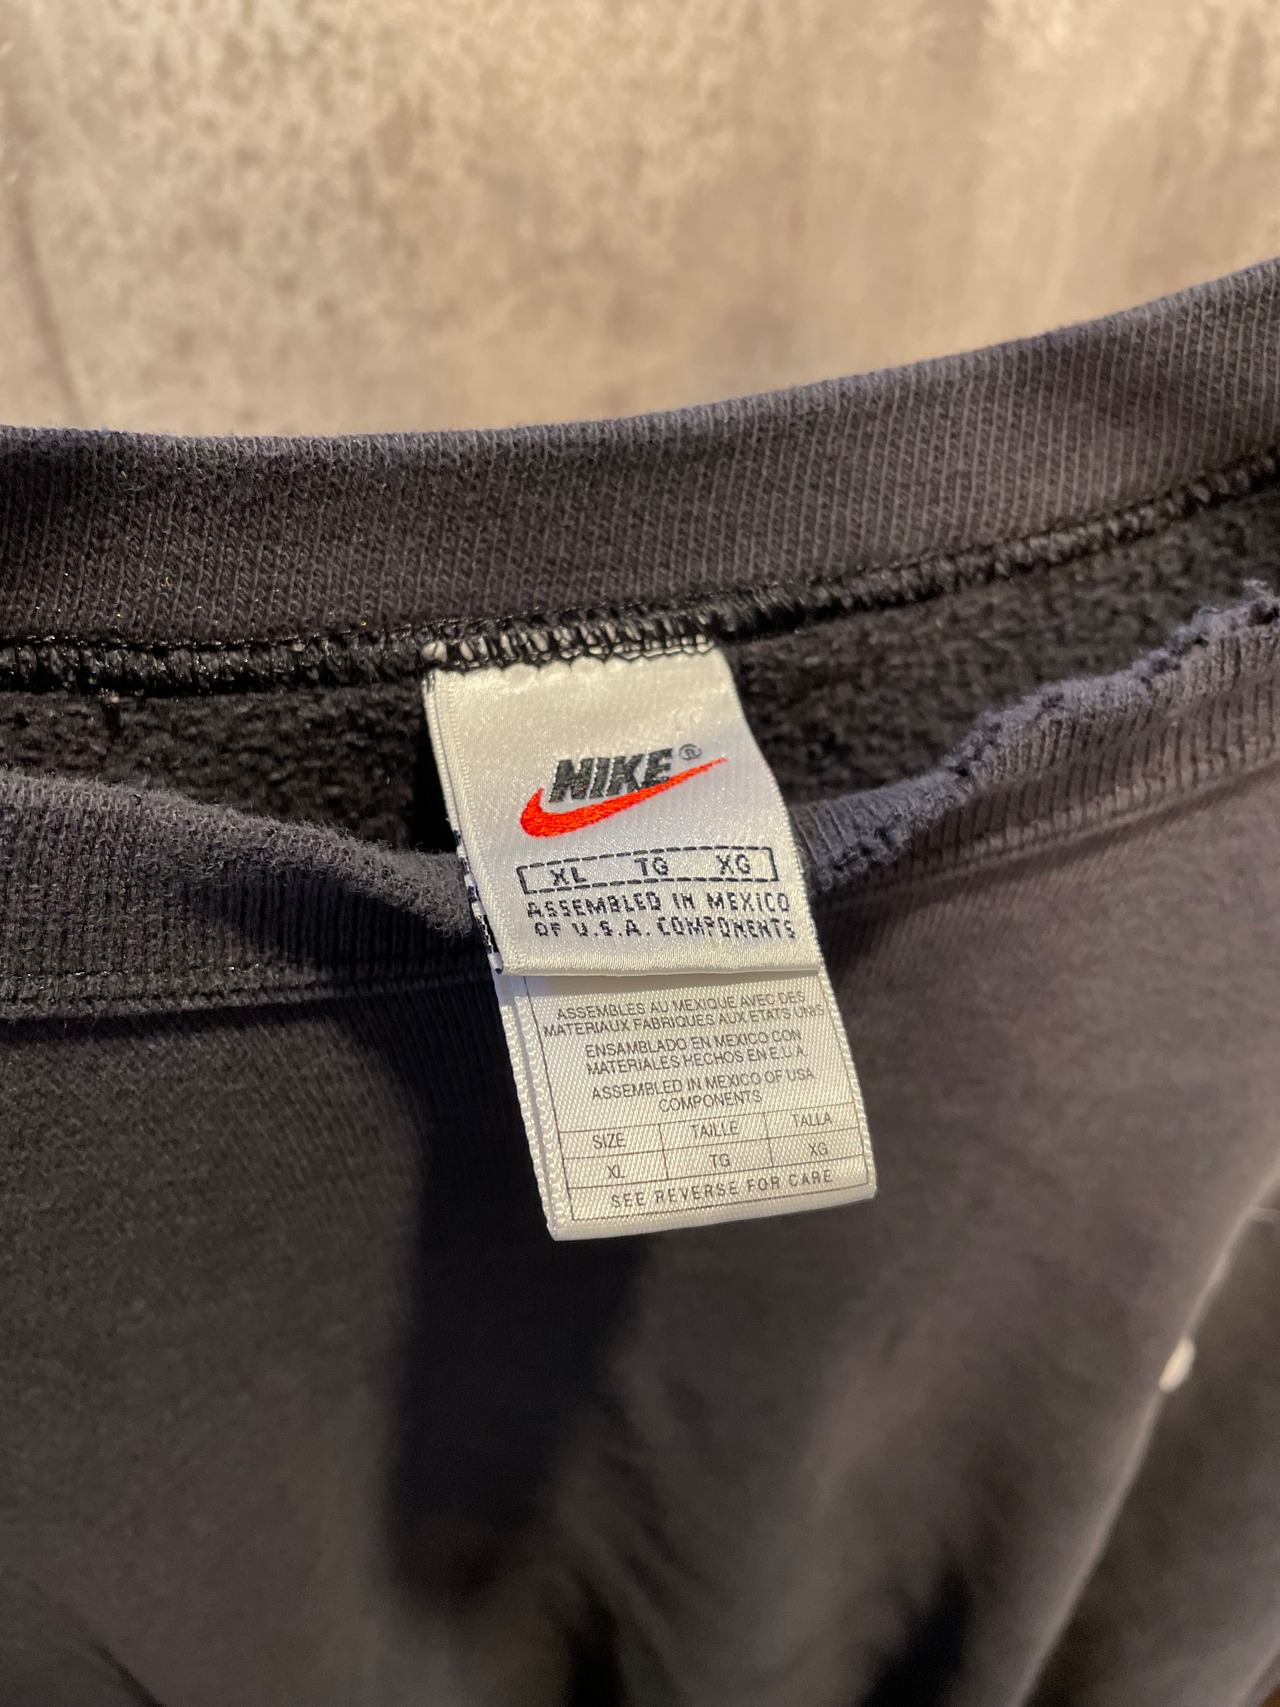 NIKE®
XL TG XG
ASSEMBLED IN MEXICO
OF U.S.A. COMPONENTS
ASSEMBLES AU MEXIQUE AVEC DES
MATERIAUX FABRIQUES AUX ETATS UNIS
ENSAMBLADO EN MEXICO CON
MATERIALES HECHOS EN E.U.A.
ASSEMBLED IN MEXICO OF USA
COMPONENTS
SIZE TAILLE TALLA
XL TG XG
SEE REVERSE FOR CARE